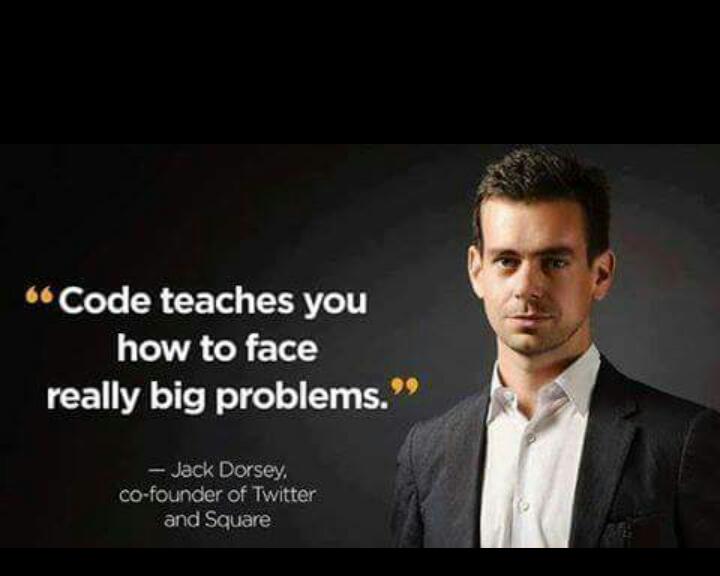 “Code teaches you
how to face
really big problems.”
— Jack Dorsey,
co-founder of Twitter
and Square